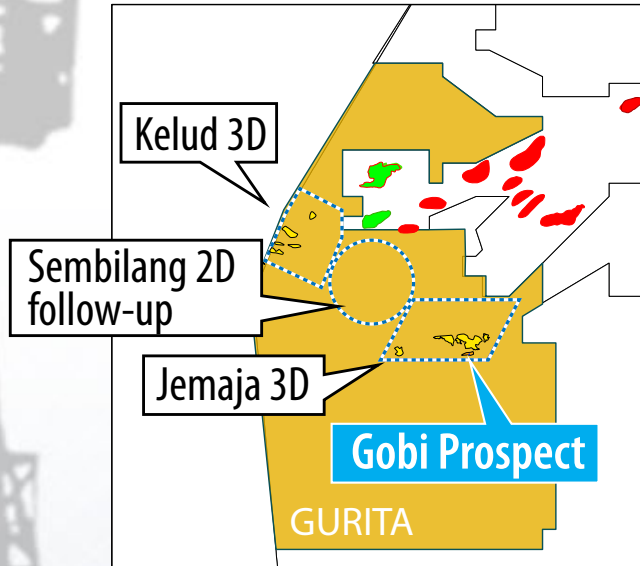 Kelud 3D
Sembilang 2D
follow-up
Jemaja 3D
Gobi Prospect
GURITA